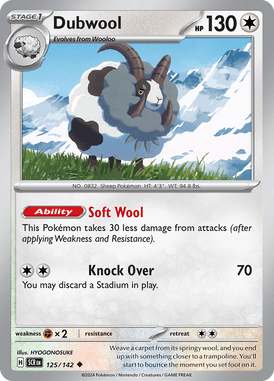 STAGE 1
Dubwool
HP 130
Evolves from Wooloo
NO. 0832 Sheep Pokémon HT: 4'3" WT: 94.8 lbs.
Ability Soft Wool
This Pokémon takes 30 less damage from attacks (after
applying Weakness and Resistance).
Knock Over 70
You may discard a Stadium in play.
weakness × 2 resistance retreat
Illus. HYOGONOSUKE
H SCR EN 125/142
Weave a carpet from its springy wool, and you end
up with something closer to a trampoline. You'll
start to bounce the moment you set foot on it.
©2024 Pokémon / Nintendo / Creatures / GAME FREAK